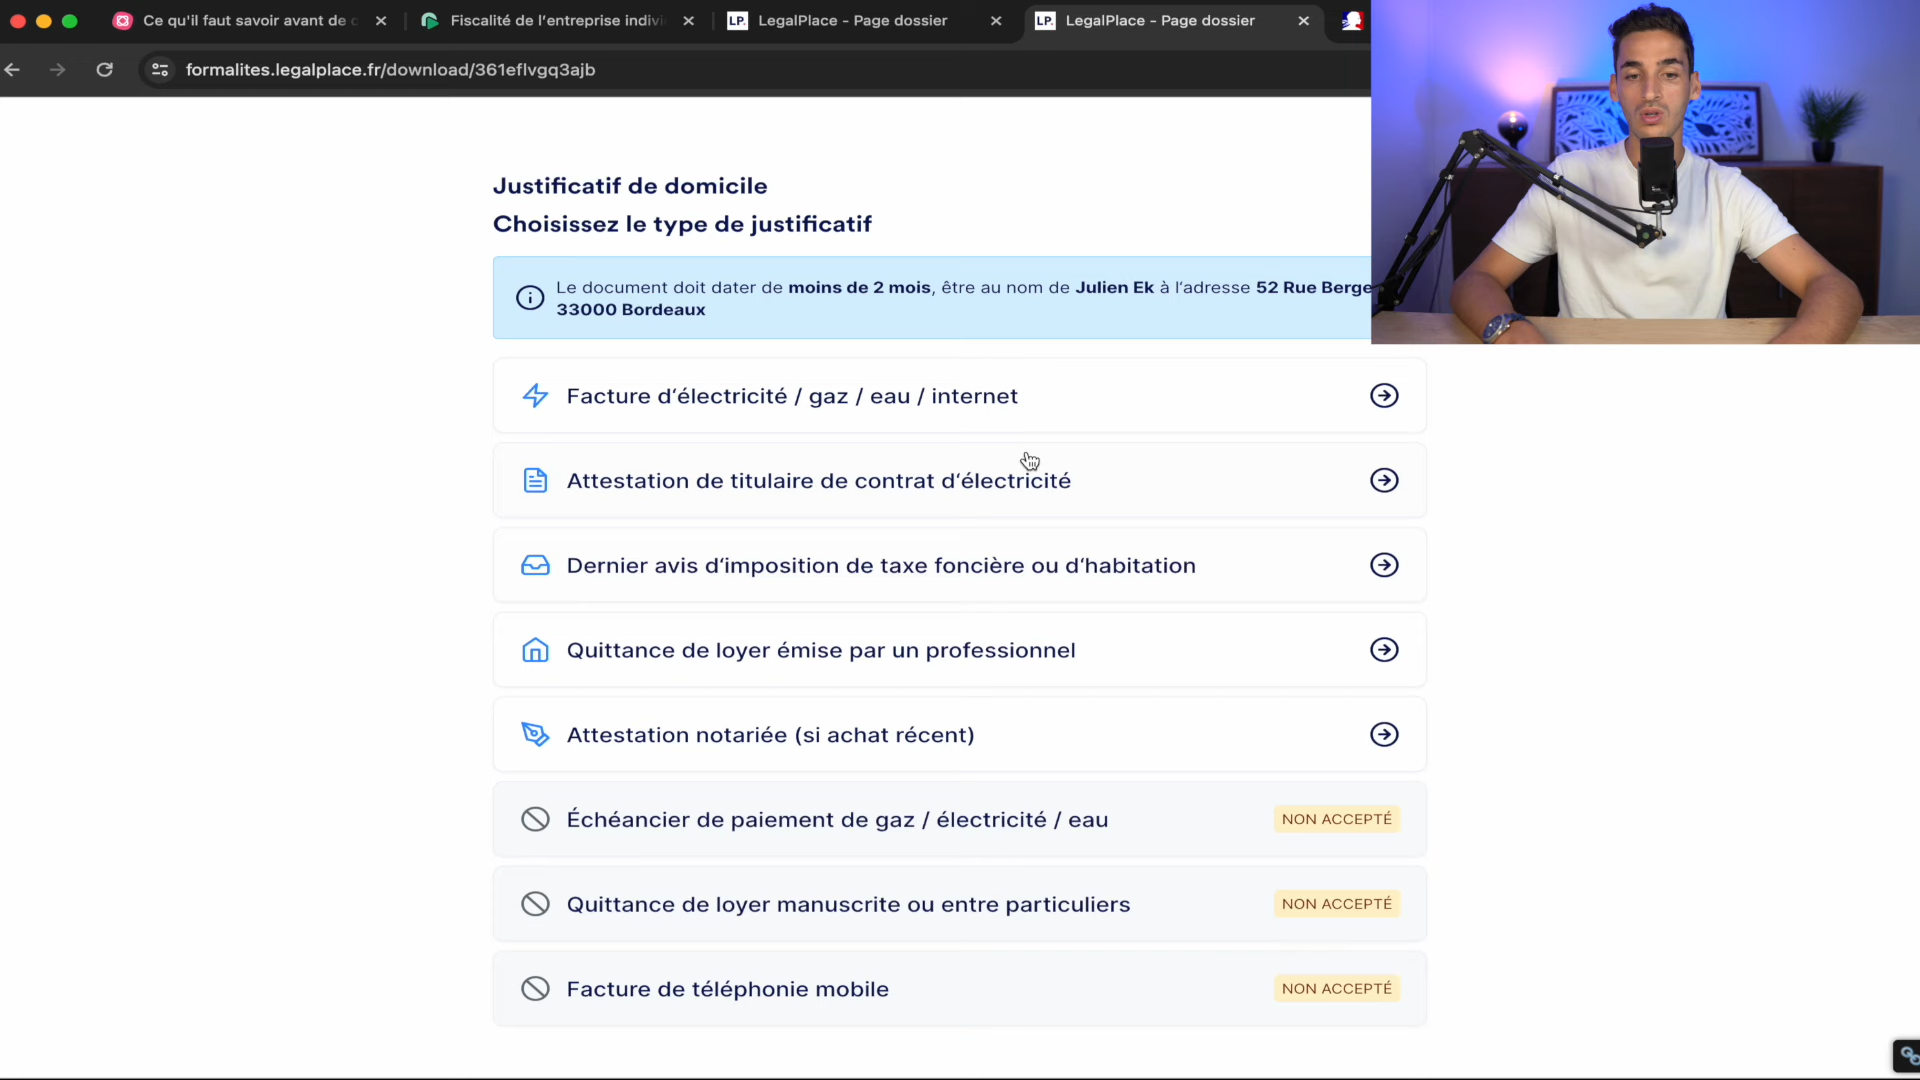 Ce qu'il faut savoir avant de
Fiscalité de l'entreprise indivi
LP. LegalPlace - Page dossier
LP. LegalPlace - Page dossier
formalites.legalplace.fr/download/361eflvgq3ajb
Justificatif de domicile
Choisissez le type de justificatif
Le document doit dater de moins de 2 mois, être au nom de Julien Ek à l'adresse 52 Rue Berge
33000 Bordeaux
Facture d'électricité / gaz / eau / internet
Attestation de titulaire de contrat d'électricité
Dernier avis d'imposition de taxe foncière ou d'habitation
Quittance de loyer émise par un professionnel
Attestation notariée (si achat récent)
Échéancier de paiement de gaz / électricité / eau
NON ACCEPTÉ
Quittance de loyer manuscrite ou entre particuliers
NON ACCEPTÉ
Facture de téléphonie mobile
NON ACCEPTÉ